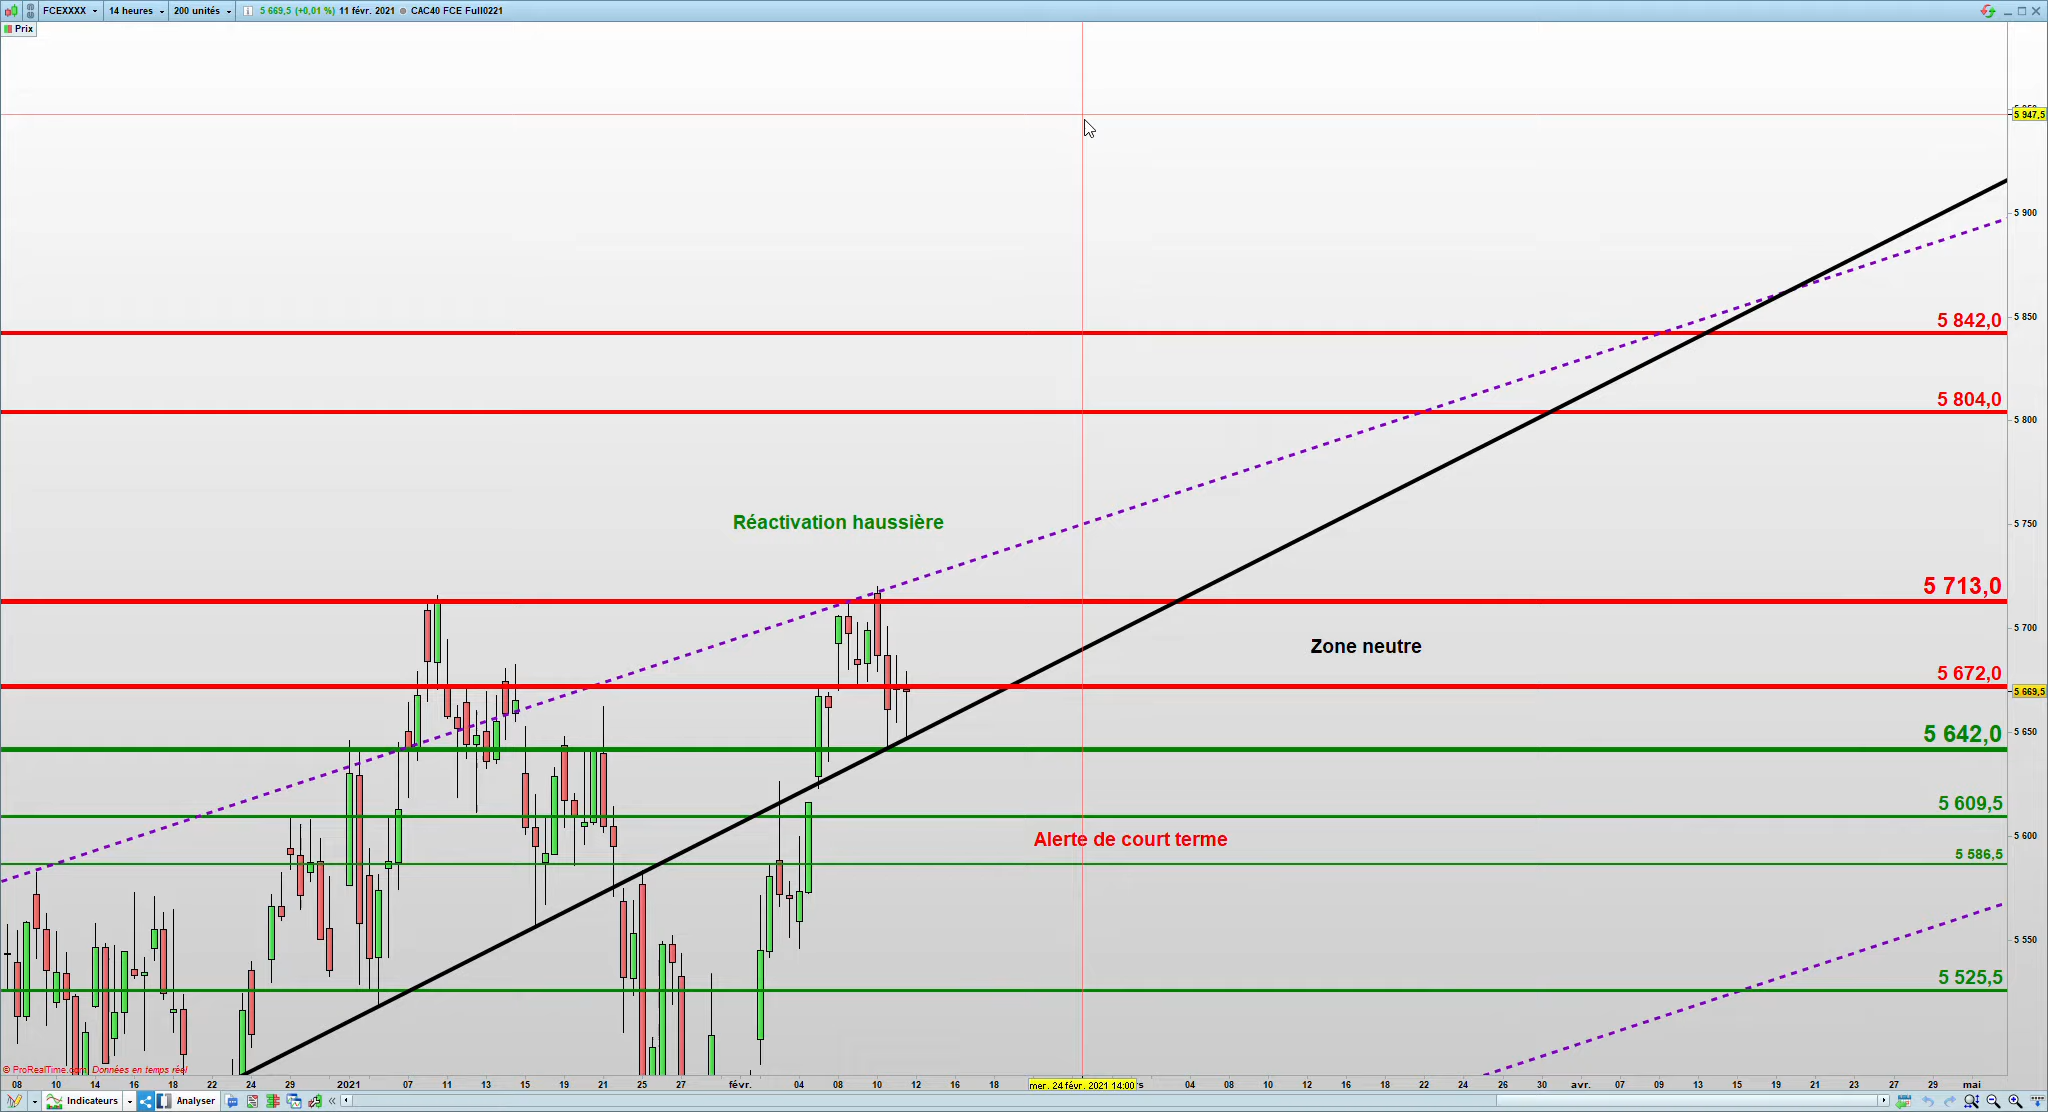 FCEXXXX 14 heures 200 unités 5 669,5 (+0,01 %) 11 févr. 2021 CAC40 FCE Full0221
Prix
5 947,5
5 900
5 842,0
5 850
5 804,0
5 800
Réactivation haussière
5 750
5 713,0
5 700
Zone neutre
5 672,0
5 669,5
5 642,0
5 650
5 609,5
Alerte de court terme
5 600
5 586,5
5 550
5 525,5
© ProRealTime.com Données en temps réel
08 10 14 16 18 22 24 29 2021 07 11 13 15 19 21 25 27 févr. 04 08 10 12 16 18 mer. 24 févr. 2021 14:00 04 08 10 12 16 18 22 24 26 30 avr. 07 09 13 15 19 21 23 27 29 mai
Indicateurs Analyser